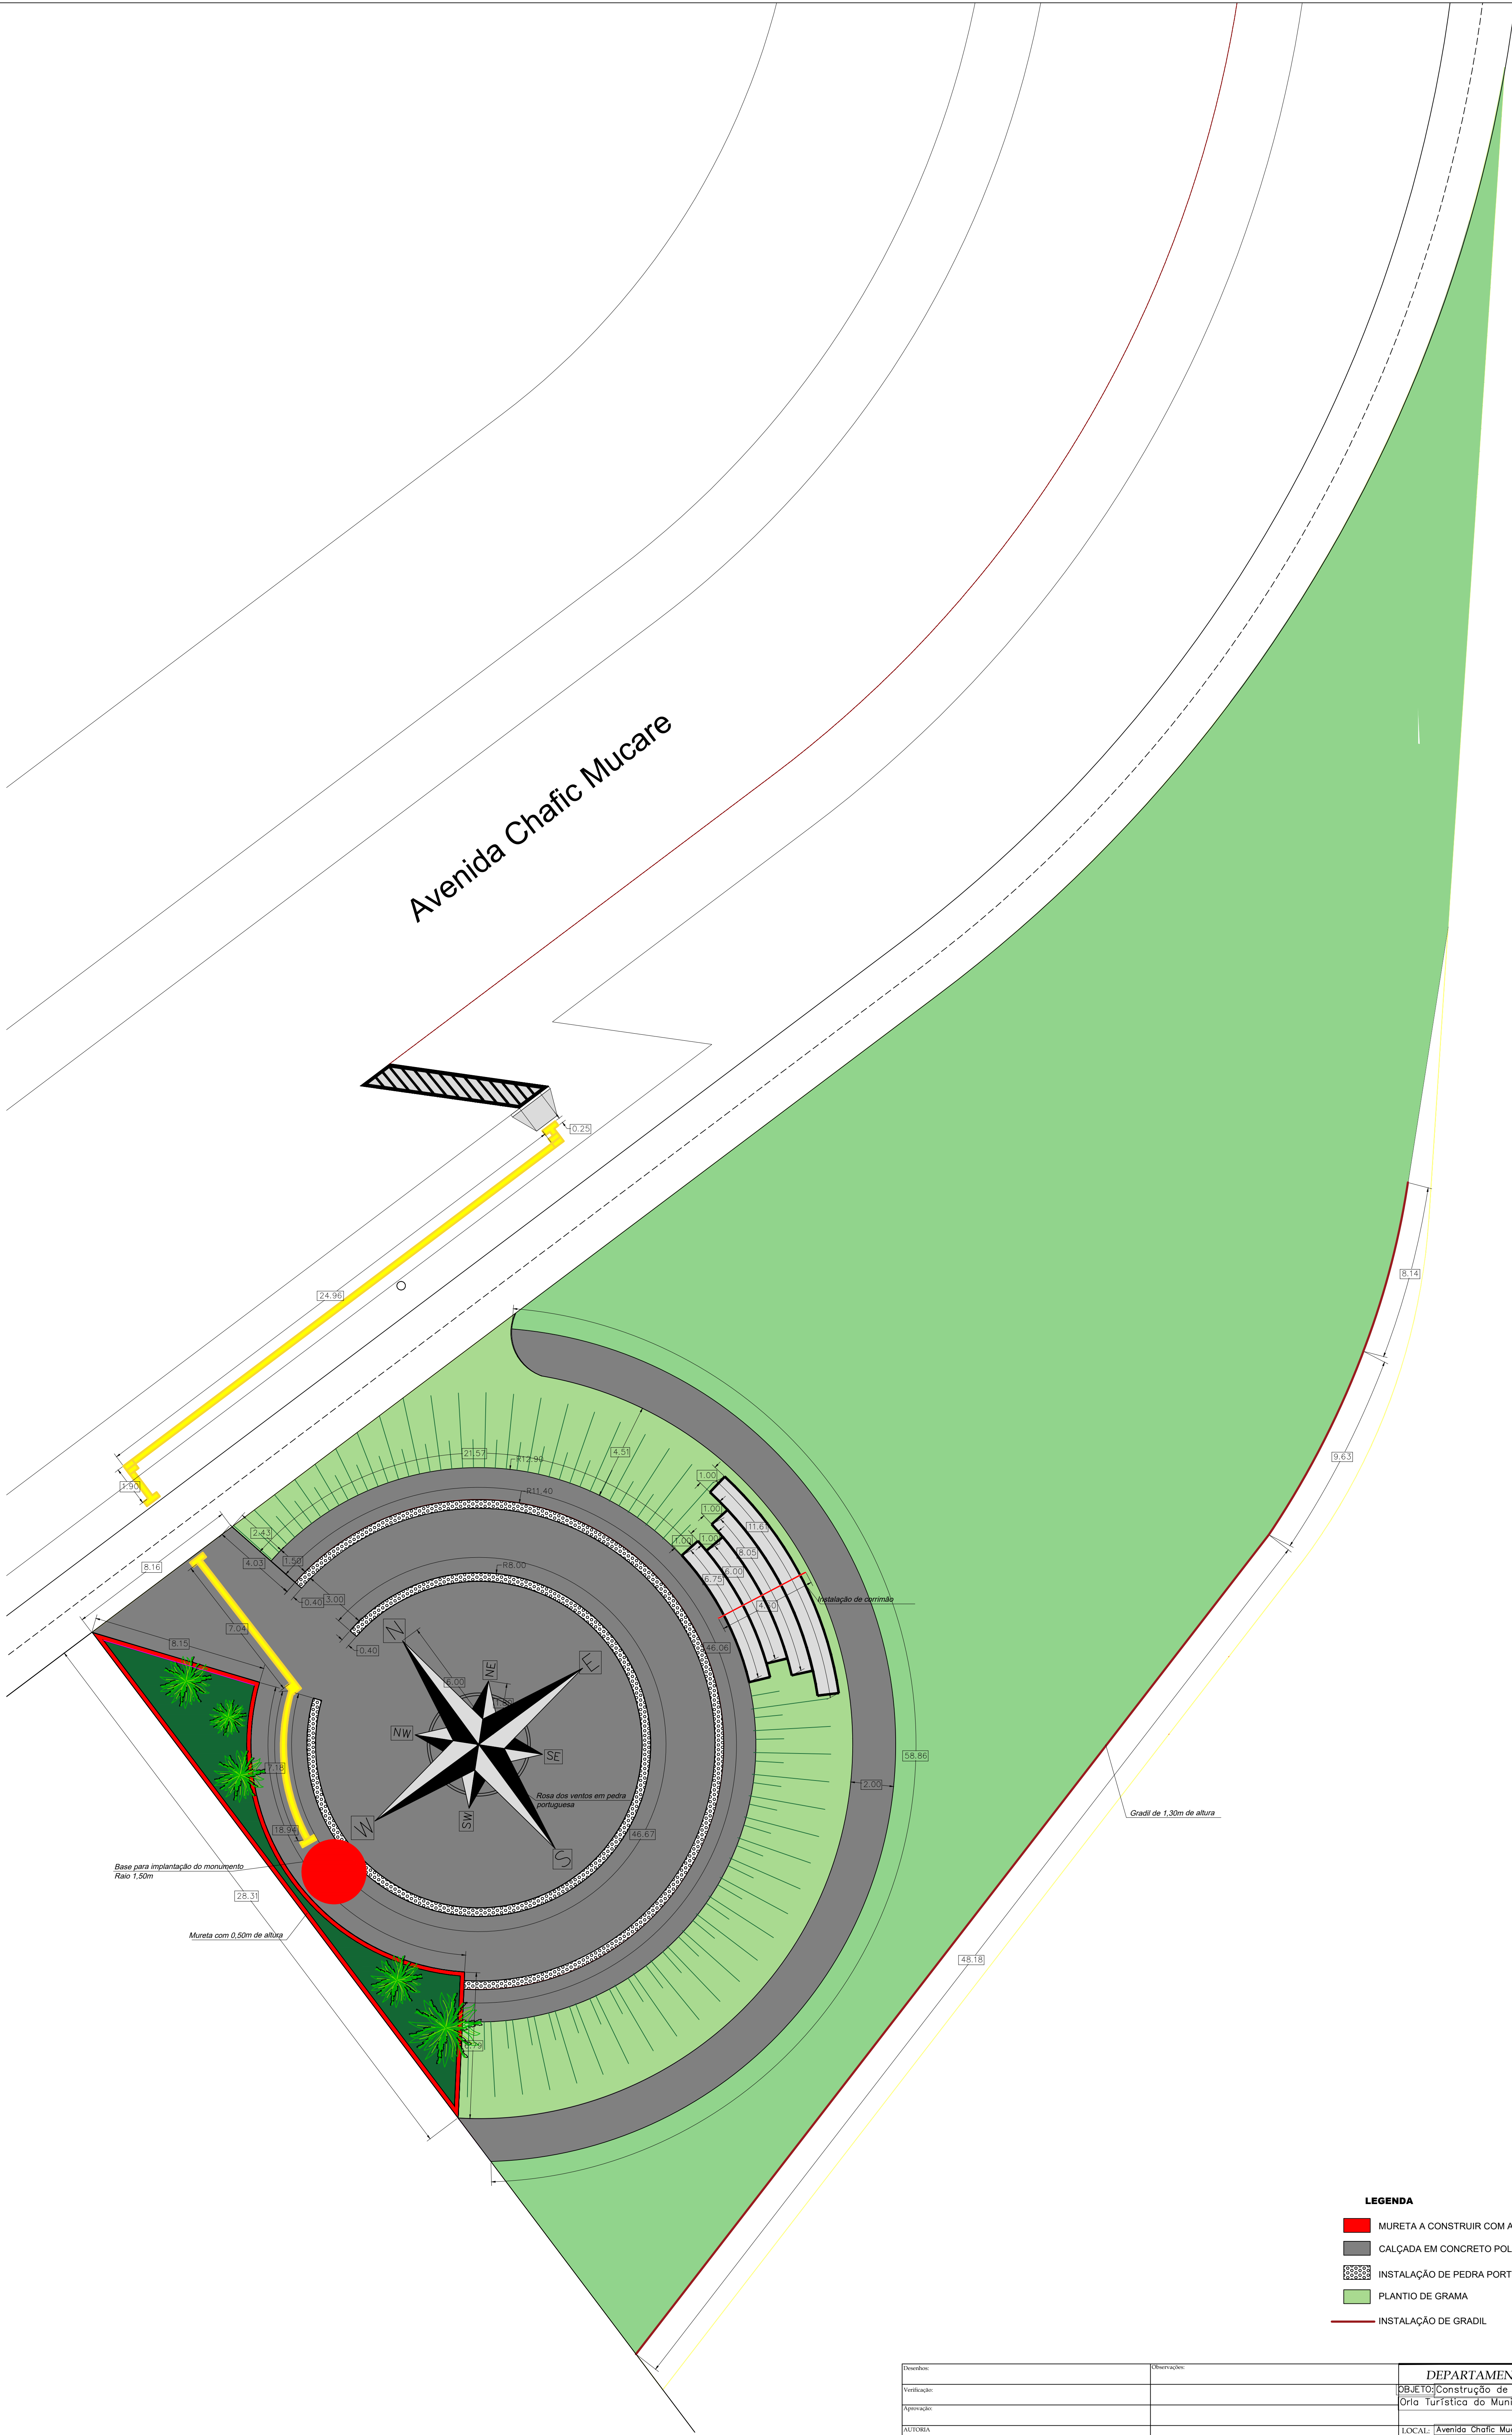 Avenida Chafic Mucare
0.25
24.96
1.90
8.14
9.63
21.57
R12.90
4.51
R11.40
1.00
1.00
1.00
1.00
11.61
8.05
6.00
6.75
4.60
Instalação de corrimão
2.43
4.03
1.50
8.16
0.40
3.00
R8.00
0.40
7.04
8.15
46.06
N
E
NE
6.00
NW
SE
W
SW
S
Rosa dos ventos em pedra
portuguesa
7.18
18.94
46.67
58.86
2.00
Gradil de 1,30m de altura
Base para implantação do monumento
Raio 1,50m
28.31
Mureta com 0,50m de altura
48.18
LEGENDA
MURETA A CONSTRUIR COM A
CALÇADA EM CONCRETO POL
INSTALAÇÃO DE PEDRA PORT
PLANTIO DE GRAMA
INSTALAÇÃO DE GRADIL
Desenhos:
Observações:
DEPARTAMEN
Verificação:
OBJETO: Construção de
Orla Turística do Muni
Aprovação:
AUTORIA
LOCAL: Avenida Chafic Mu